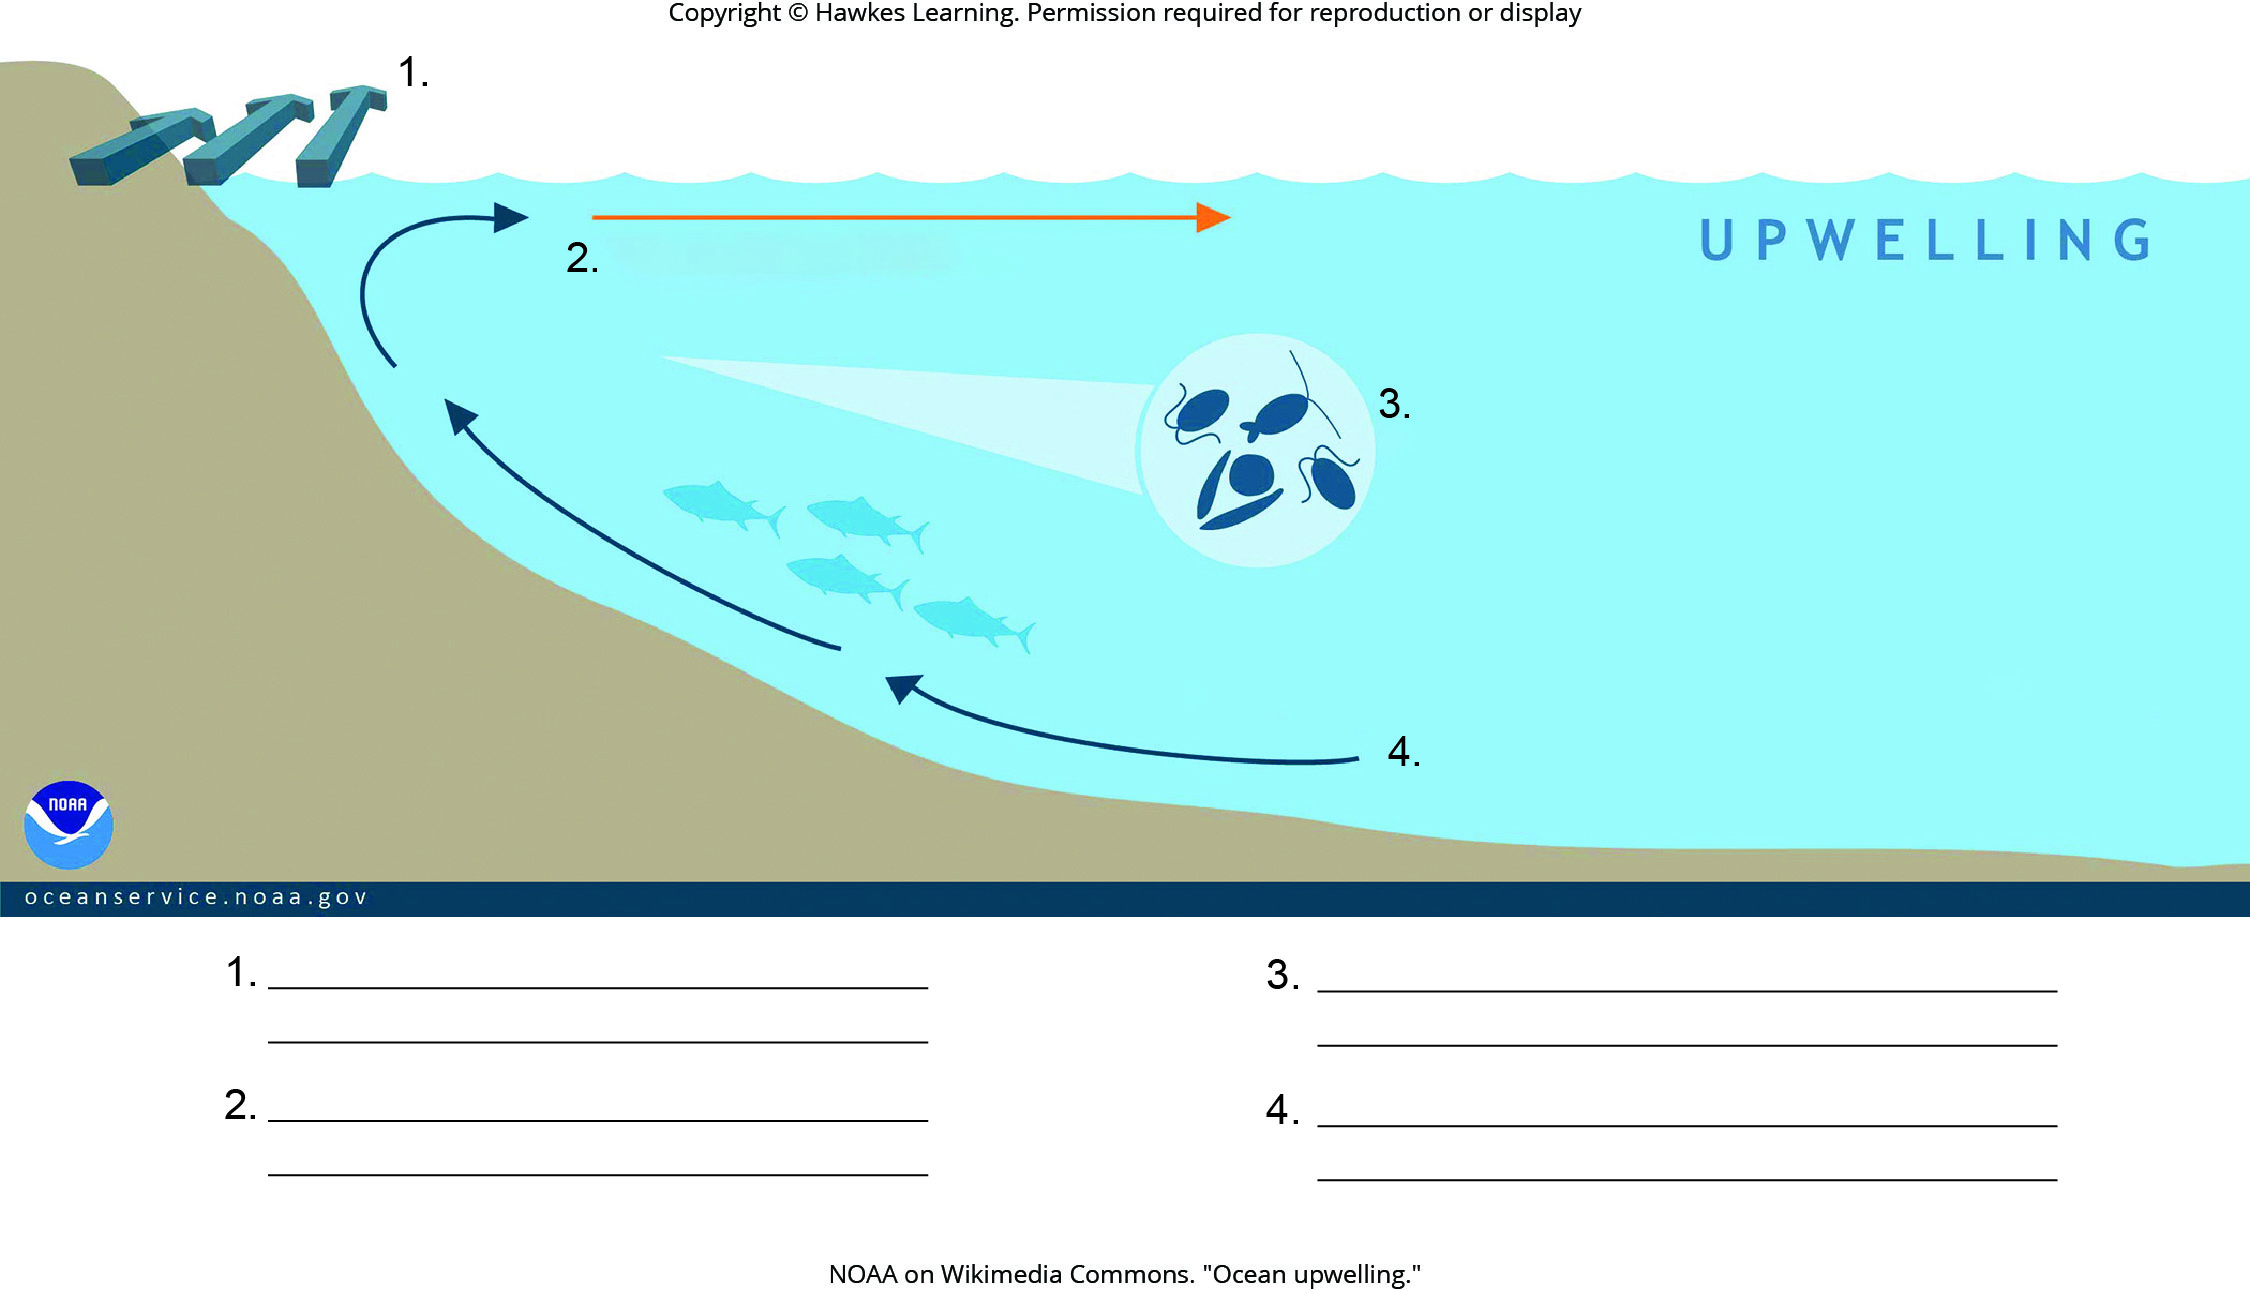 Copyright © Hawkes Learning. Permission required for reproduction or display
1.
2.
UPWELLING
3.
4.
NOAA
oceanservice.noaa.gov
1.
3.
2.
4.
NOAA on Wikimedia Commons. "Ocean upwelling."